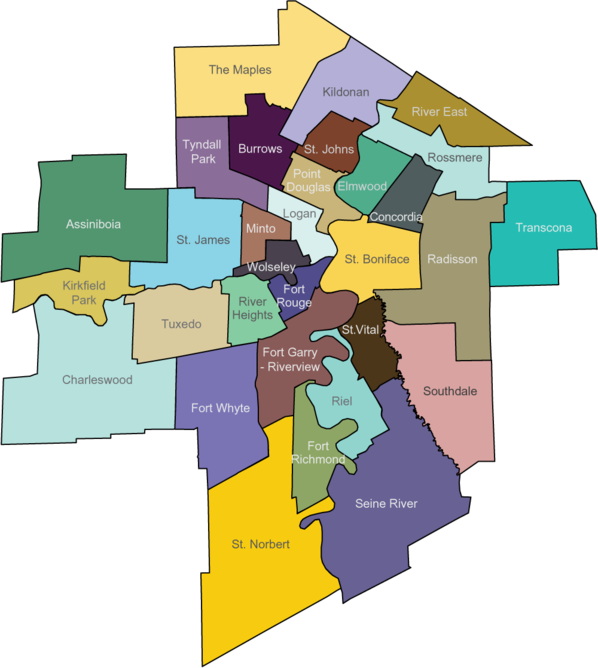 The Maples
Kildonan
River East
Tyndall
Park
Burrows
St. Johns
Rossmere
Point
Douglas
Elmwood
Logan
Concordia
Assiniboia
St. James
Minto
Transcona
Wolseley
St. Boniface
Radisson
Kirkfield
Park
Fort
Rouge
River
Heights
Tuxedo
St.Vital
Fort Garry
- Riverview
Charleswood
Southdale
Fort Whyte
Riel
Fort
Richmond
Seine River
St. Norbert